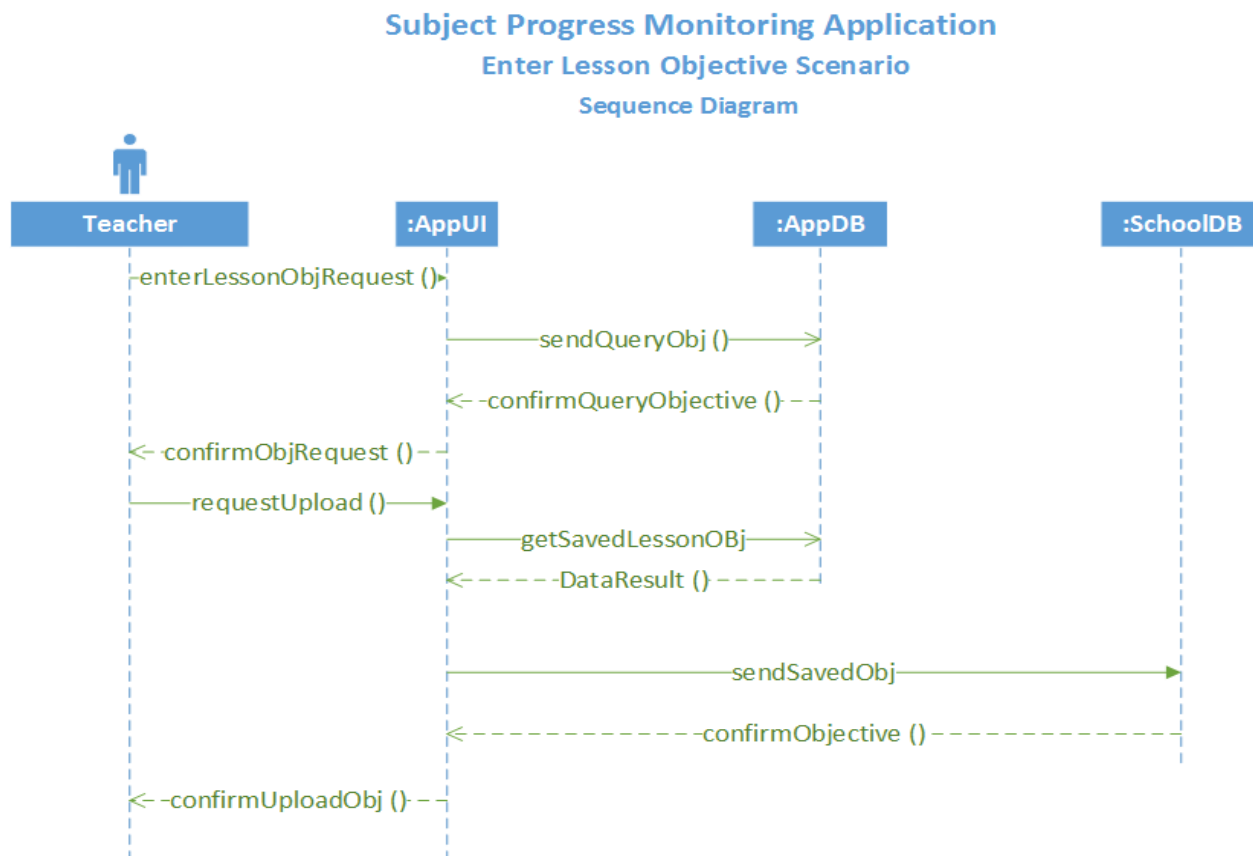 Subject Progress Monitoring Application
Enter Lesson Objective Scenario
Sequence Diagram
Teacher
:AppUI
:AppDB
:SchoolDB
enterLessonObjRequest ()
sendQueryObj ()
confirmQueryObjective ()
confirmObjRequest ()
requestUpload ()
getSavedLessonOBj
DataResult ()
sendSavedObj
confirmObjective ()
confirmUploadObj ()